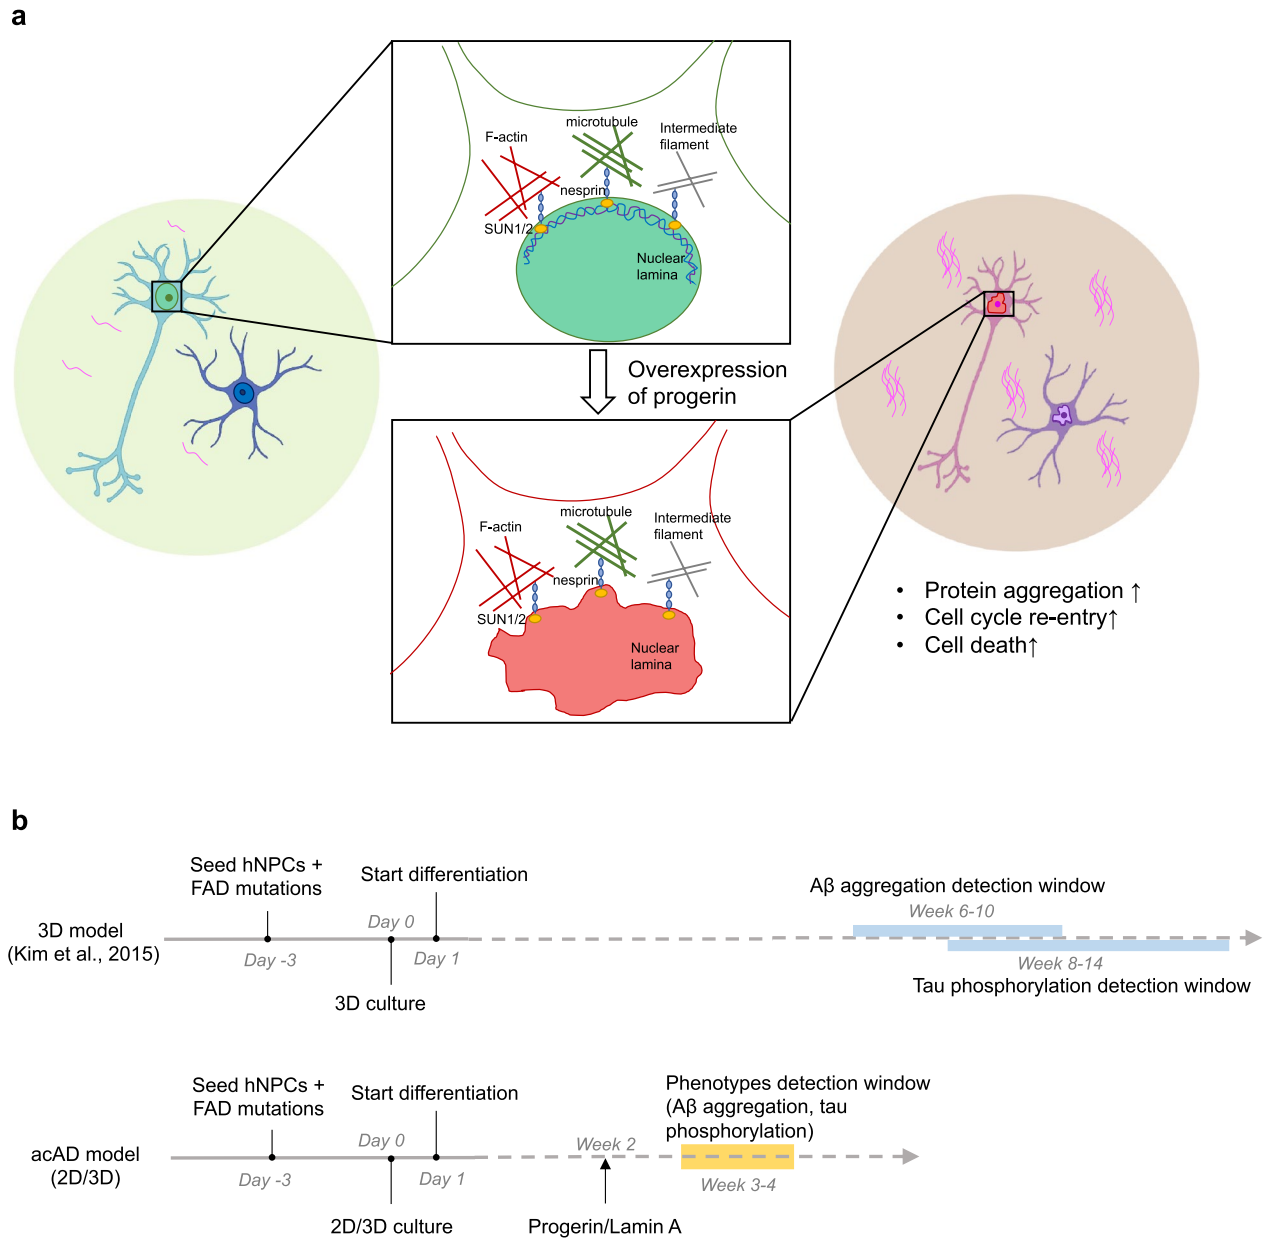 a
F-actin
microtubule
Intermediate
filament
nesprin
SUN1/2
Nuclear
lamina
Overexpression
of progerin
F-actin
microtubule
Intermediate
filament
nesprin
SUN1/2
Nuclear
lamina
• Protein aggregation ↑
• Cell cycle re-entry↑
• Cell death↑
b
3D model
(Kim et al., 2015)
Seed hNPCs +
FAD mutations
Day -3
Day 0
3D culture
Start differentiation
Day 1
Aβ aggregation detection window
Week 6-10
Week 8-14
Tau phosphorylation detection window
acAD model
(2D/3D)
Seed hNPCs +
FAD mutations
Day -3
Day 0
2D/3D culture
Start differentiation
Day 1
Week 2
Progerin/Lamin A
Phenotypes detection window
(Aβ aggregation, tau
phosphorylation)
Week 3-4